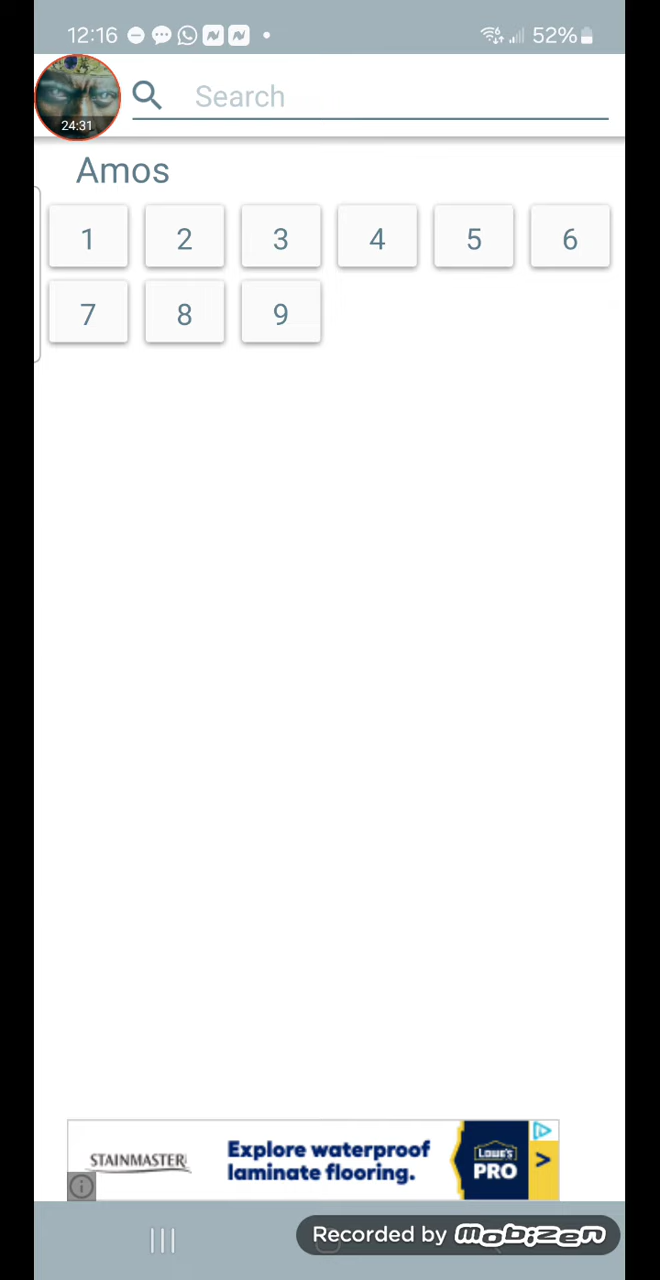 12:16 52%
24:31
Search
Amos
1 2 3 4 5 6
7 8 9
STAINMASTER
Explore waterproof
laminate flooring.
LOWE'S
PRO
>
Recorded by mobizen